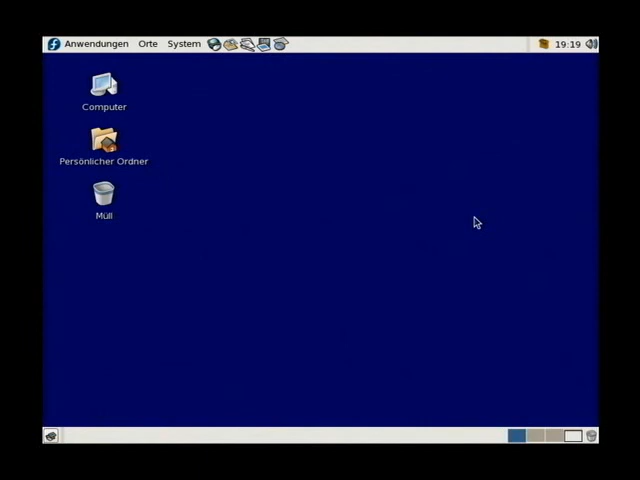 Anwendungen Orte System 19:19
Computer
Persönlicher Ordner
Müll